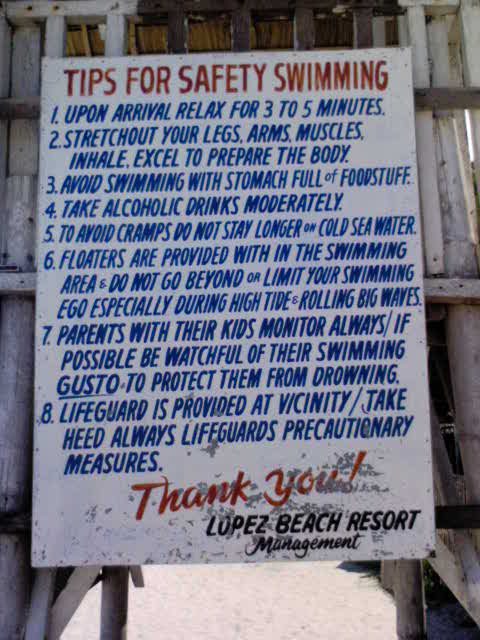 TIPS FOR SAFETY SWIMMING
1. UPON ARRIVAL RELAX FOR 3 TO 5 MINUTES.
2. STRETCHOUT YOUR LEGS, ARMS, MUSCLES,
INHALE, EXCEL TO PREPARE THE BODY.
3. AVOID SWIMMING WITH STOMACH FULL of FOODSTUFF.
4. TAKE ALCOHOLIC DRINKS MODERATELY.
5. TO AVOID CRAMPS DO NOT STAY LONGER ON COLD SEA WATER.
6. FLOATERS ARE PROVIDED WITH IN THE SWIMMING
AREA & DO NOT GO BEYOND OR LIMIT YOUR SWIMMING
EGO ESPECIALLY DURING HIGH TIDE & ROLLING BIG WAVES.
7. PARENTS WITH THEIR KIDS MONITOR ALWAYS/IF
POSSIBLE BE WATCHFUL OF THEIR SWIMMING
GUSTO TO PROTECT THEM FROM DROWNING.
8. LIFEGUARD IS PROVIDED AT VICINITY/TAKE
HEED ALWAYS LIFEGUARDS PRECAUTIONARY
MEASURES.
Thank You!
LOPEZ BEACH RESORT
Management